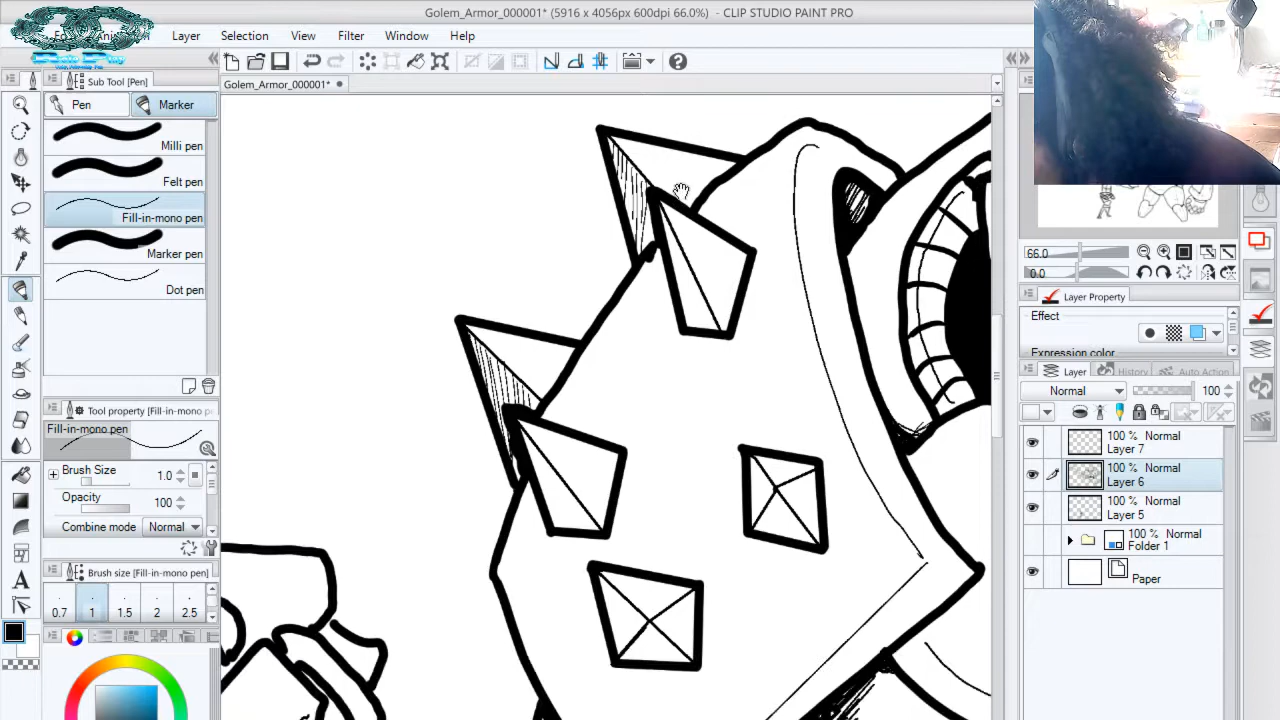 Golem_Armor_000001* (5916 x 4056px 600dpi 66.0%) - CLIP STUDIO PAINT PRO
Layer Selection View Filter Window Help
Sub Tool [Pen]
Golem_Armor_000001*
Pen Marker
Milli pen
Felt pen
Fill-in-mono pen
Marker pen
Dot pen
Tool property [Fill-in-mono p
Fill-in-mono pen
Brush Size 1.0
Opacity 100
Combine mode Normal
Brush size [Fill-in-mono pen]
0.7 1 1.5 2 2.5
66.0
0.0
Layer Property
Effect
Expression color
Layer History Auto Action
Normal 100
100 % Normal
Layer 7
100 % Normal
Layer 6
100 % Normal
Layer 5
100 % Normal
Folder 1
Paper